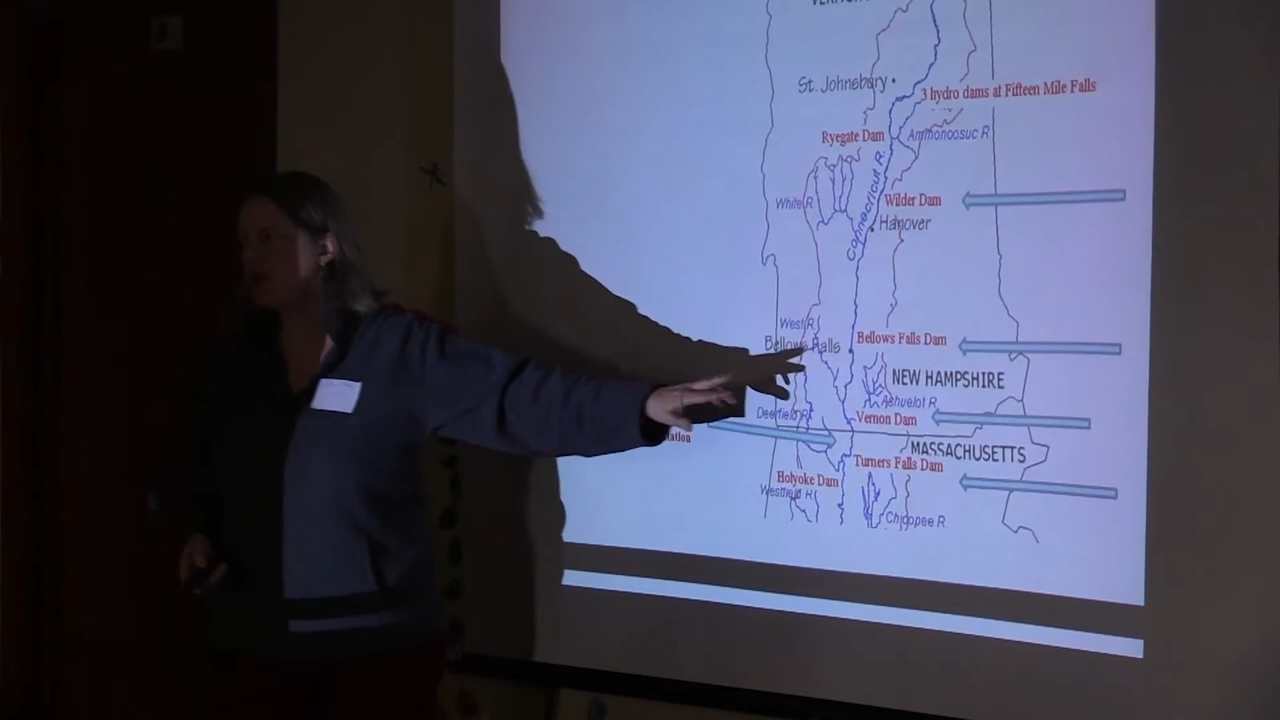 St. Johnsbury
3 hydro dams at Fifteen Mile Falls
Ryegate Dam
Ammonoosuc R.
Connecticut R.
White R.
Wilder Dam
Hanover
West R.
Bellows Falls
Bellows Falls Dam
NEW HAMPSHIRE
Ashuelot R.
Deerfield R.
Vernon Dam
MASSACHUSETTS
Turners Falls Dam
Holyoke Dam
Westfield R.
Chicopee R.